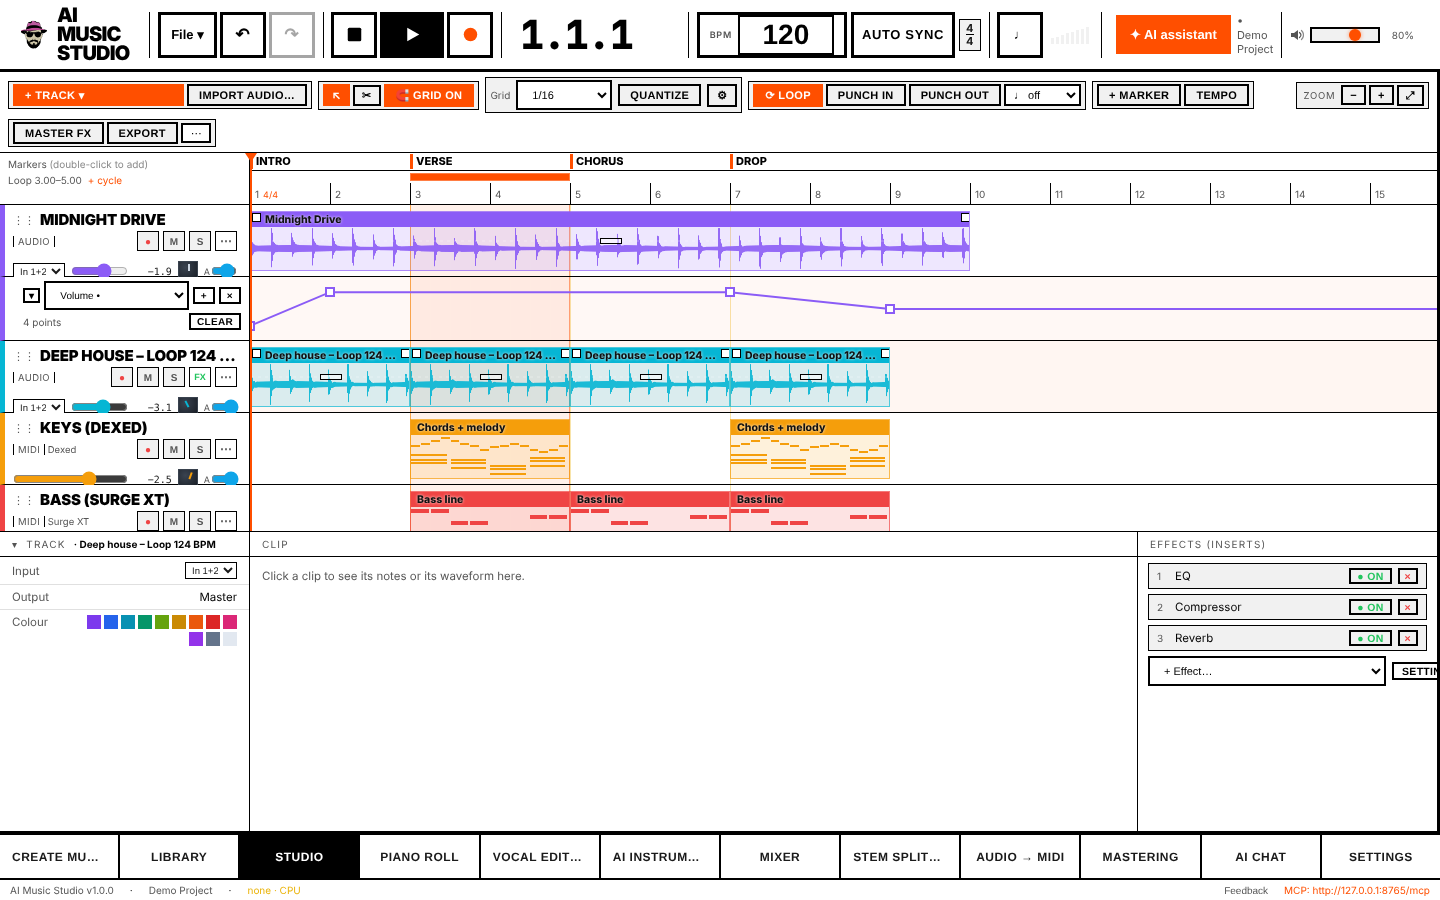 AI MUSIC STUDIO
File ▾ ↶ ↷
1.1.1
BPM 120 AUTO SYNC 4/4 ♩
✦ AI assistant
• Demo Project
80%
+ TRACK ▾ IMPORT AUDIO... GRID ON Grid 1/16 QUANTIZE LOOP PUNCH IN PUNCH OUT ♩ off + MARKER TEMPO ZOOM − +
MASTER FX EXPORT ...
Markers (double-click to add)
Loop 3.00–5.00 + cycle
INTRO VERSE CHORUS DROP
1 4/4 2 3 4 5 6 7 8 9 10 11 12 13 14 15
MIDNIGHT DRIVE
AUDIO M S ...
In 1+2 −1.9 A
Midnight Drive
Volume • + ×
4 points CLEAR
DEEP HOUSE – LOOP 124 ...
AUDIO M S FX ...
In 1+2 −3.1 A
Deep house – Loop 124 ... Deep house – Loop 124 ... Deep house – Loop 124 ... Deep house – Loop 124 ...
KEYS (DEXED)
MIDI Dexed M S ...
−2.5 A
Chords + melody Chords + melody
BASS (SURGE XT)
MIDI Surge XT M S ...
Bass line Bass line Bass line
▾ TRACK · Deep house – Loop 124 BPM
Input In 1+2
Output Master
Colour
CLIP
Click a clip to see its notes or its waveform here.
EFFECTS (INSERTS)
1 EQ ● ON ×
2 Compressor ● ON ×
3 Reverb ● ON ×
+ Effect... SETTIN
CREATE MU... LIBRARY STUDIO PIANO ROLL VOCAL EDIT... AI INSTRUM... MIXER STEM SPLIT... AUDIO → MIDI MASTERING AI CHAT SETTINGS
AI Music Studio v1.0.0 · Demo Project · none · CPU Feedback MCP: http://127.0.0.1:8765/mcp